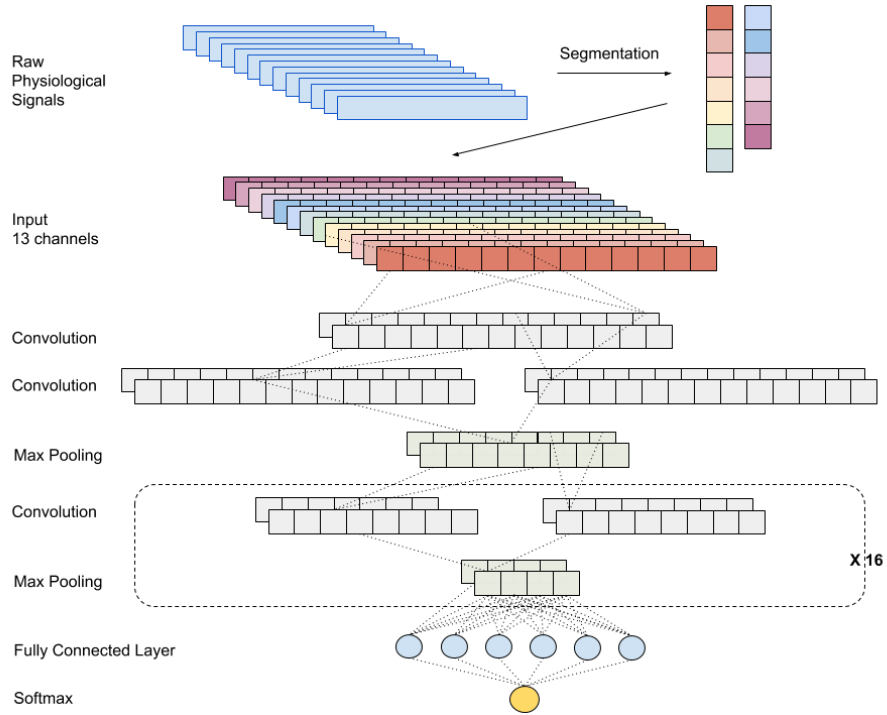 Raw
Physiological
Signals
Segmentation
Input
13 channels
Convolution
Convolution
Max Pooling
Convolution
X 16
Max Pooling
Fully Connected Layer
Softmax